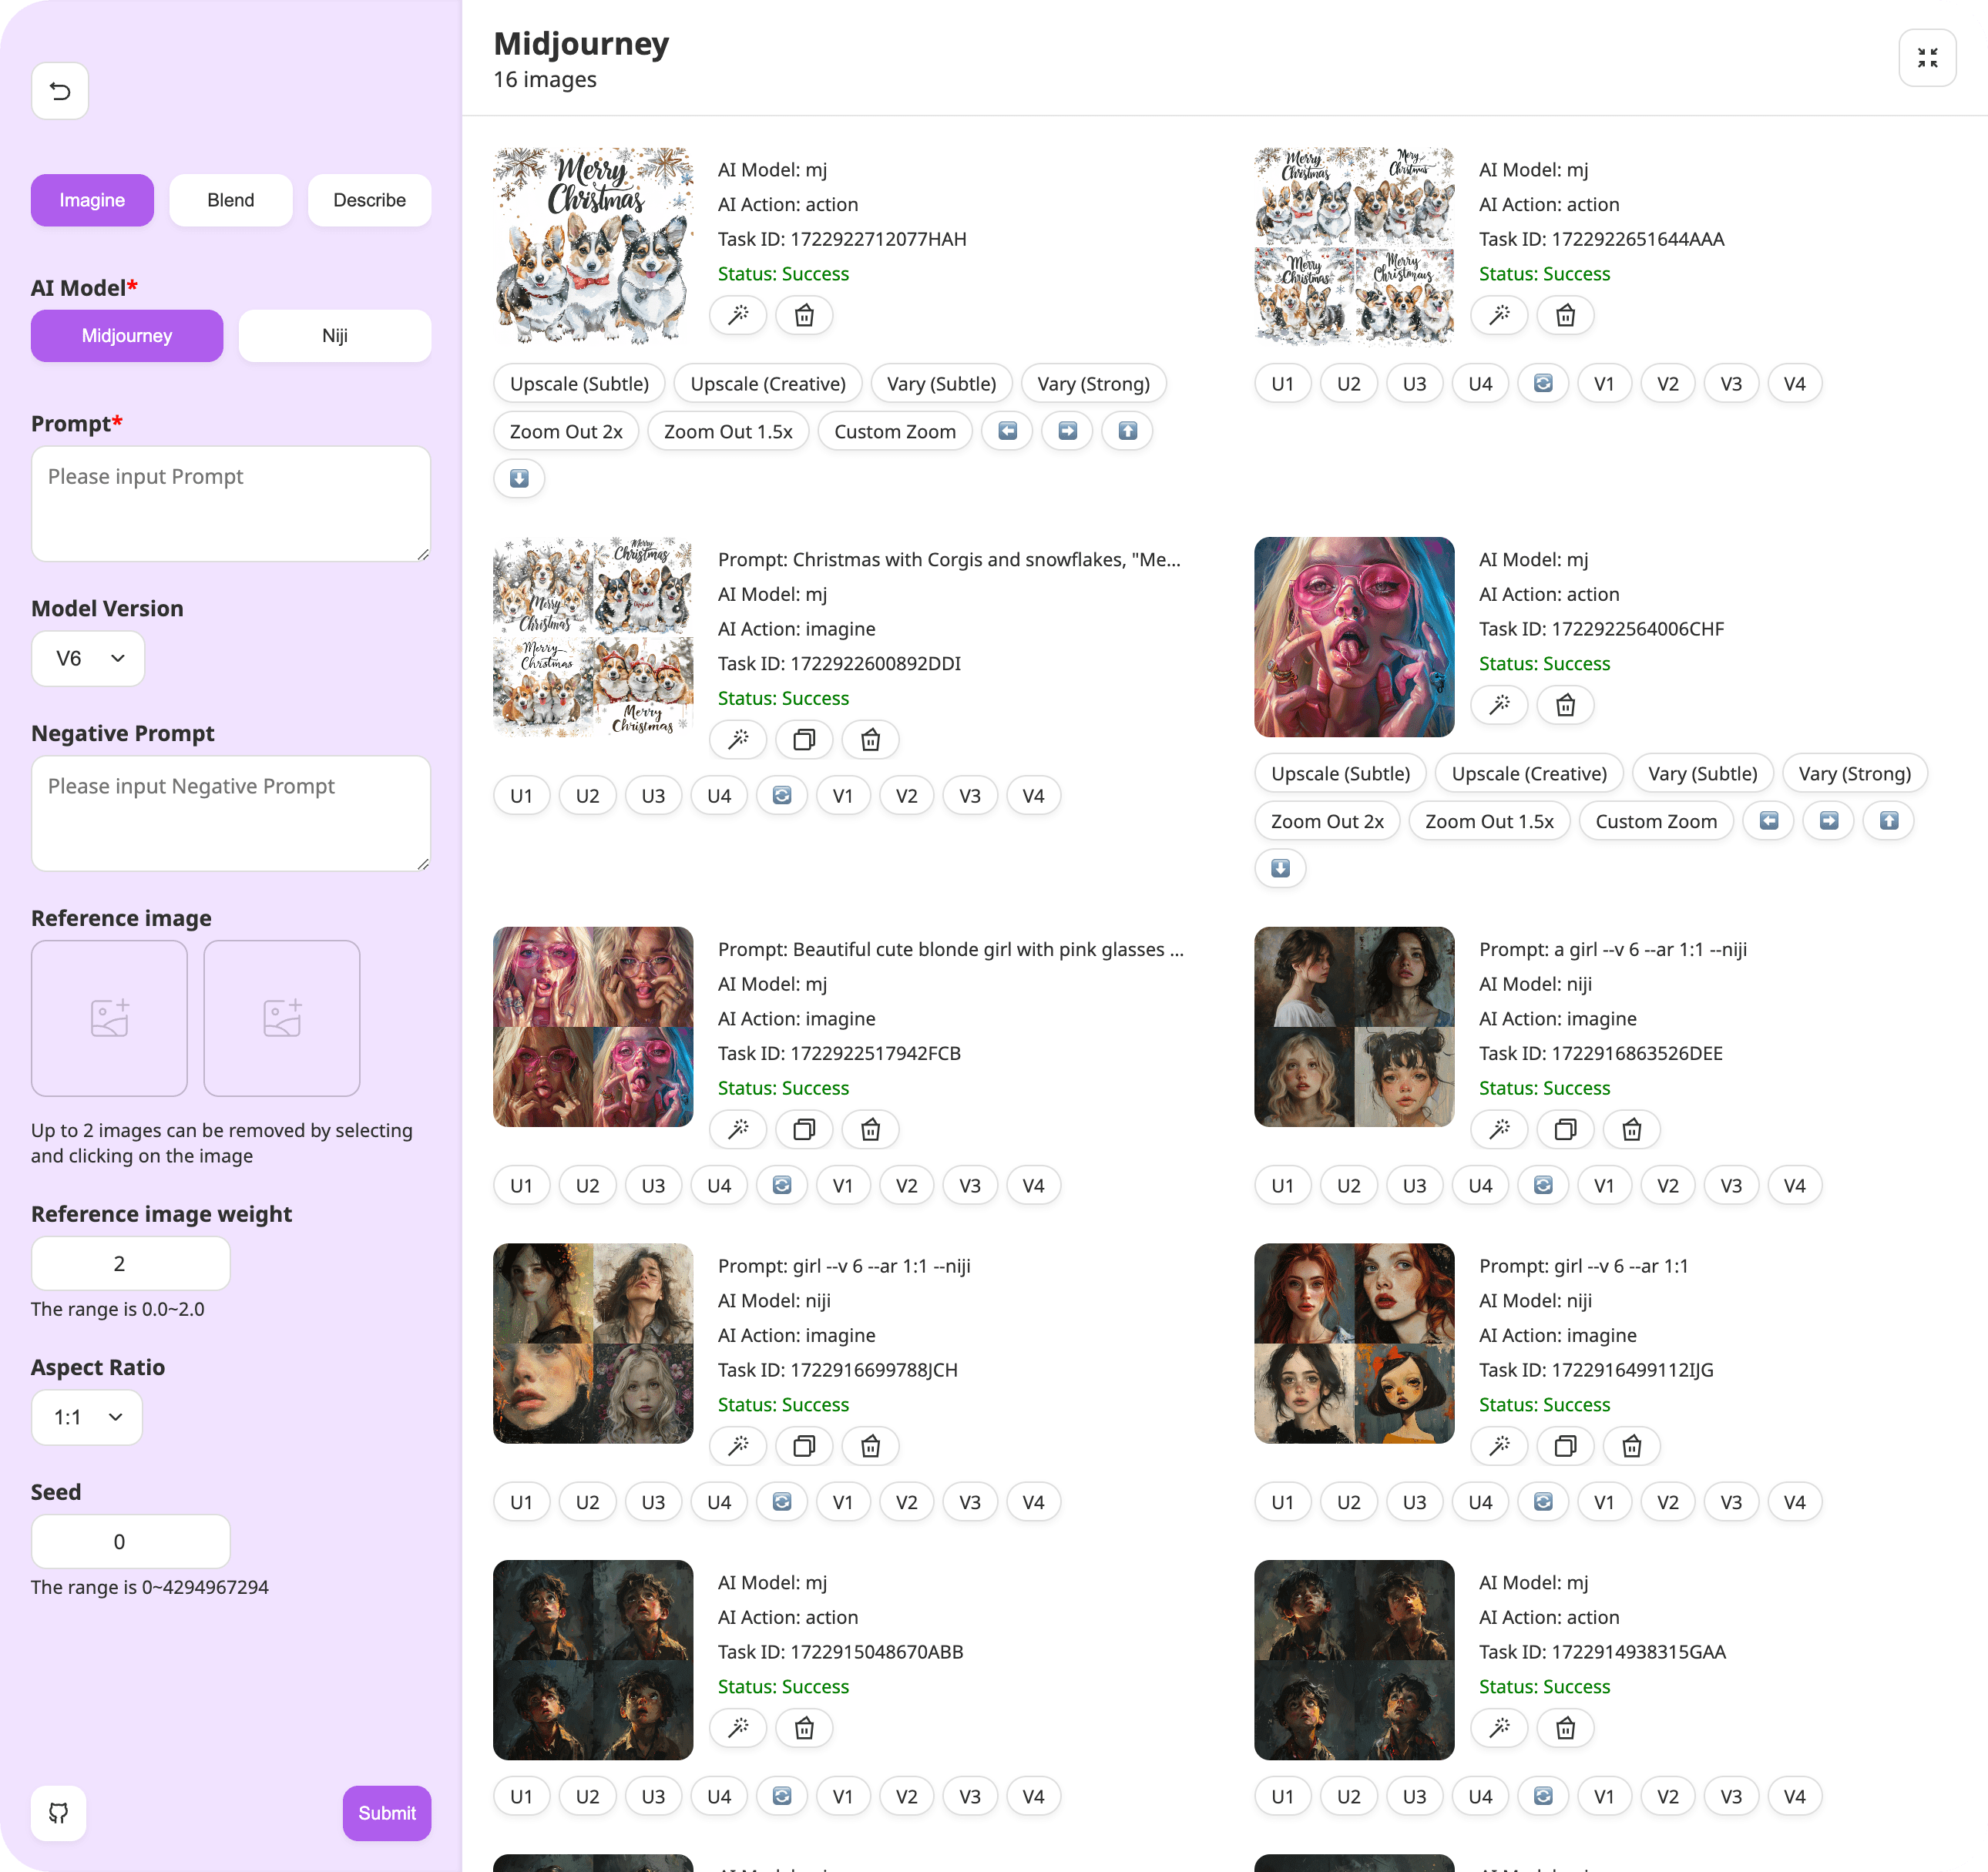 Imagine
Blend
Describe
AI Model*
Midjourney
Niji
Prompt*
Please input Prompt
Model Version
V6
Negative Prompt
Please input Negative Prompt
Reference image
Up to 2 images can be removed by selecting
and clicking on the image
Reference image weight
2
The range is 0.0~2.0
Aspect Ratio
1:1
Seed
0
The range is 0~4294967294
Submit
Midjourney
16 images
Merry
Christmas
AI Model: mj
AI Action: action
Task ID: 1722922712077HAH
Status: Success
Upscale (Subtle)
Upscale (Creative)
Vary (Subtle)
Vary (Strong)
Zoom Out 2x
Zoom Out 1.5x
Custom Zoom
Merry
Christmas
Merry
Christmas
Merry
AI Model: mj
AI Action: action
Task ID: 1722922651644AAA
Status: Success
U1
U2
U3
U4
V1
V2
V3
V4
Merry
Christmas
Merry
Christmas
Merry
Christmas
Merry
Christmas
Prompt: Christmas with Corgis and snowflakes, "Me...
AI Model: mj
AI Action: imagine
Task ID: 1722922600892DDI
Status: Success
U1
U2
U3
U4
V1
V2
V3
V4
AI Model: mj
AI Action: action
Task ID: 1722922564006CHF
Status: Success
Upscale (Subtle)
Upscale (Creative)
Vary (Subtle)
Vary (Strong)
Zoom Out 2x
Zoom Out 1.5x
Custom Zoom
Prompt: Beautiful cute blonde girl with pink glasses ...
AI Model: mj
AI Action: imagine
Task ID: 1722922517942FCB
Status: Success
U1
U2
U3
U4
V1
V2
V3
V4
Prompt: a girl --v 6 --ar 1:1 --niji
AI Model: niji
AI Action: imagine
Task ID: 1722916863526DEE
Status: Success
U1
U2
U3
U4
V1
V2
V3
V4
Prompt: girl --v 6 --ar 1:1 --niji
AI Model: niji
AI Action: imagine
Task ID: 1722916699788JCH
Status: Success
U1
U2
U3
U4
V1
V2
V3
V4
Prompt: girl --v 6 --ar 1:1
AI Model: niji
AI Action: imagine
Task ID: 1722916499112IJG
Status: Success
U1
U2
U3
U4
V1
V2
V3
V4
AI Model: mj
AI Action: action
Task ID: 1722915048670ABB
Status: Success
U1
U2
U3
U4
V1
V2
V3
V4
AI Model: mj
AI Action: action
Task ID: 1722914938315GAA
Status: Success
U1
U2
U3
U4
V1
V2
V3
V4